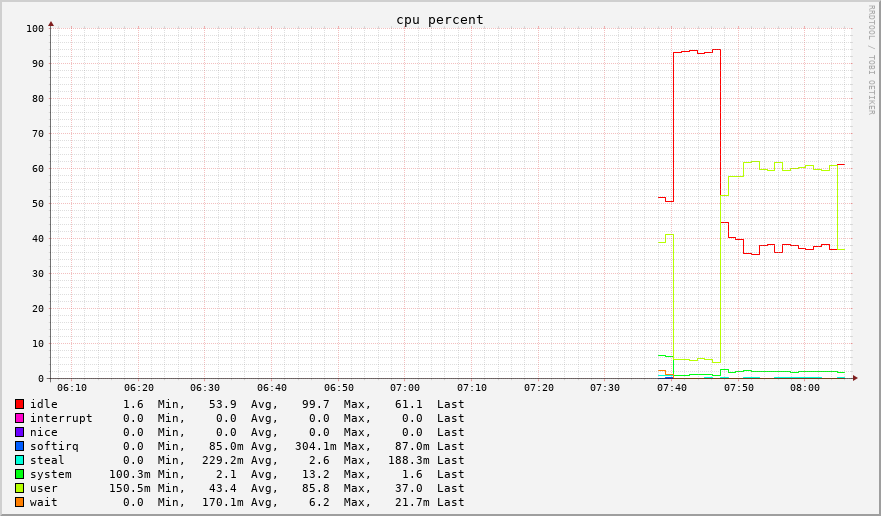 cpu percent
RRDTOOL / TOBI OETIKER
100
90
80
70
60
50
40
30
20
10
0
06:10 06:20 06:30 06:40 06:50 07:00 07:10 07:20 07:30 07:40 07:50 08:00
idle 1.6 Min, 53.9 Avg, 99.7 Max, 61.1 Last
interrupt 0.0 Min, 0.0 Avg, 0.0 Max, 0.0 Last
nice 0.0 Min, 0.0 Avg, 0.0 Max, 0.0 Last
softirq 0.0 Min, 85.0m Avg, 304.1m Max, 87.0m Last
steal 0.0 Min, 229.2m Avg, 2.6 Max, 188.3m Last
system 100.3m Min, 2.1 Avg, 13.2 Max, 1.6 Last
user 150.5m Min, 43.4 Avg, 85.8 Max, 37.0 Last
wait 0.0 Min, 170.1m Avg, 6.2 Max, 21.7m Last